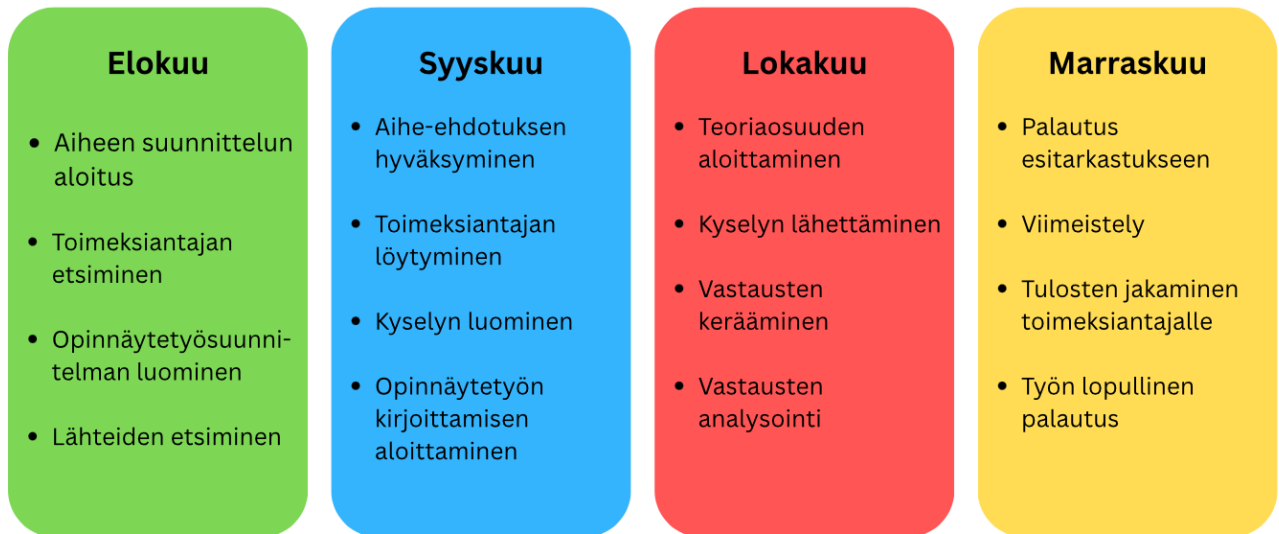 Elokuu
• Aiheen suunnittelun
aloitus
• Toimeksiantajan
etsiminen
• Opinnäytetyösuunni-
telman luominen
• Lähteiden etsiminen
Syyskuu
• Aihe-ehdotuksen
hyväksyminen
• Toimeksiantajan
löytyminen
• Kyselyn luominen
• Opinnäytetyön
kirjoittamisen
aloittaminen
Lokakuu
• Teoriaosuuden
aloittaminen
• Kyselyn lähettäminen
• Vastausten
kerääminen
• Vastausten
analysointi
Marraskuu
• Palautus
esitarkastukseen
• Viimeistely
• Tulosten jakaminen
toimeksiantajalle
• Työn lopullinen
palautus